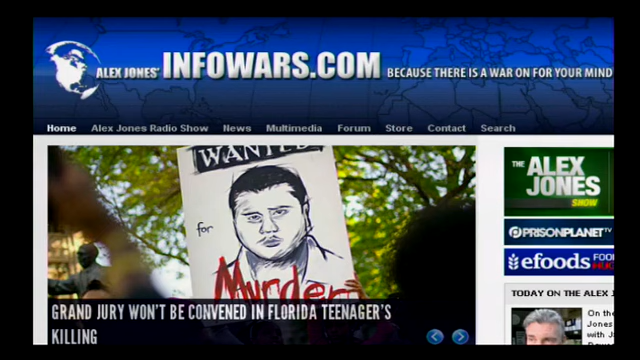 ALEX JONES' INFOWARS.COM BECAUSE THERE IS A WAR ON FOR YOUR MIND
Home Alex Jones Radio Show News Multimedia Forum Store Contact Search
WANTED
for
Murder
GRAND JURY WON'T BE CONVENED IN FLORIDA TEENAGER'S
KILLING
THE
ALEX
JONES
SHOW
PRISONPLANET TV
efoods
TODAY ON THE ALEX J
On the
Jones
with J